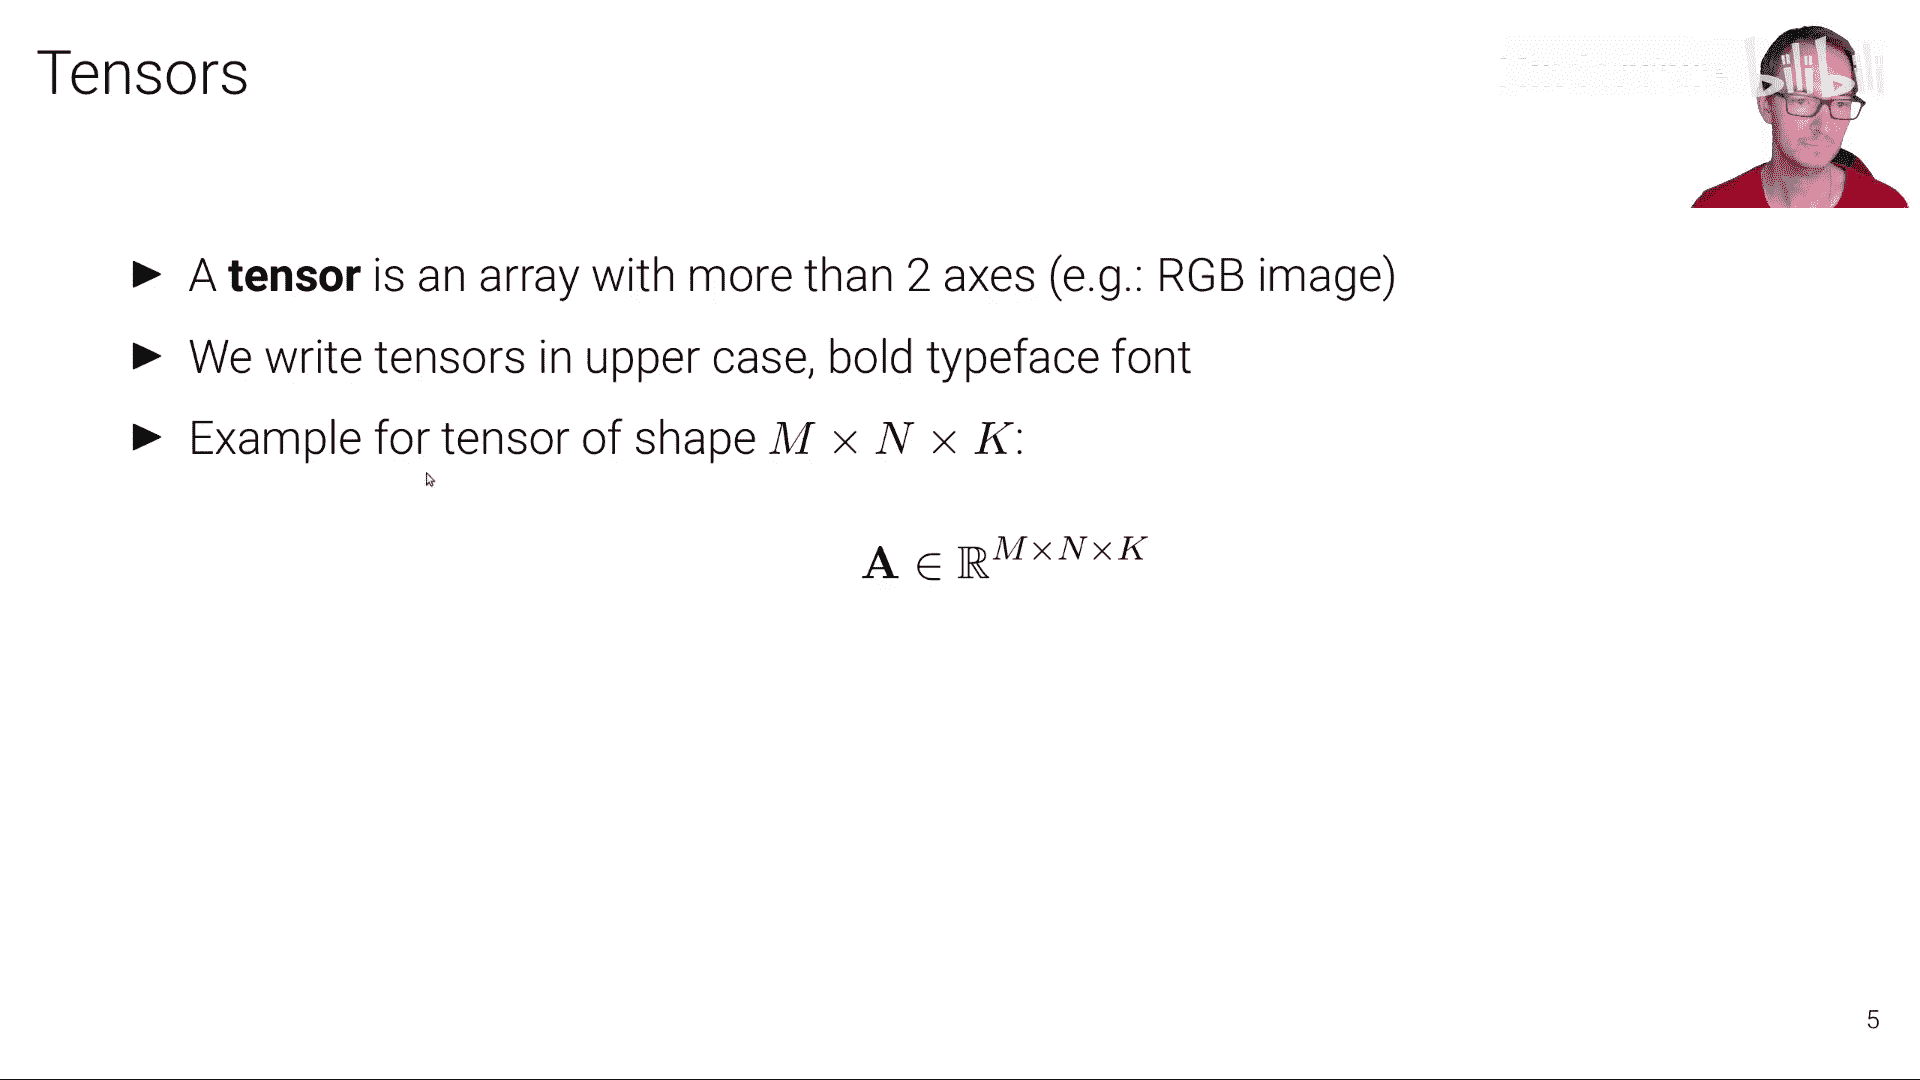 Tensors
bilibili
► A tensor is an array with more than 2 axes (e.g.: RGB image)
► We write tensors in upper case, bold typeface font
► Example for tensor of shape M × N × K:
A ∈ ℝ^{M×N×K}
5